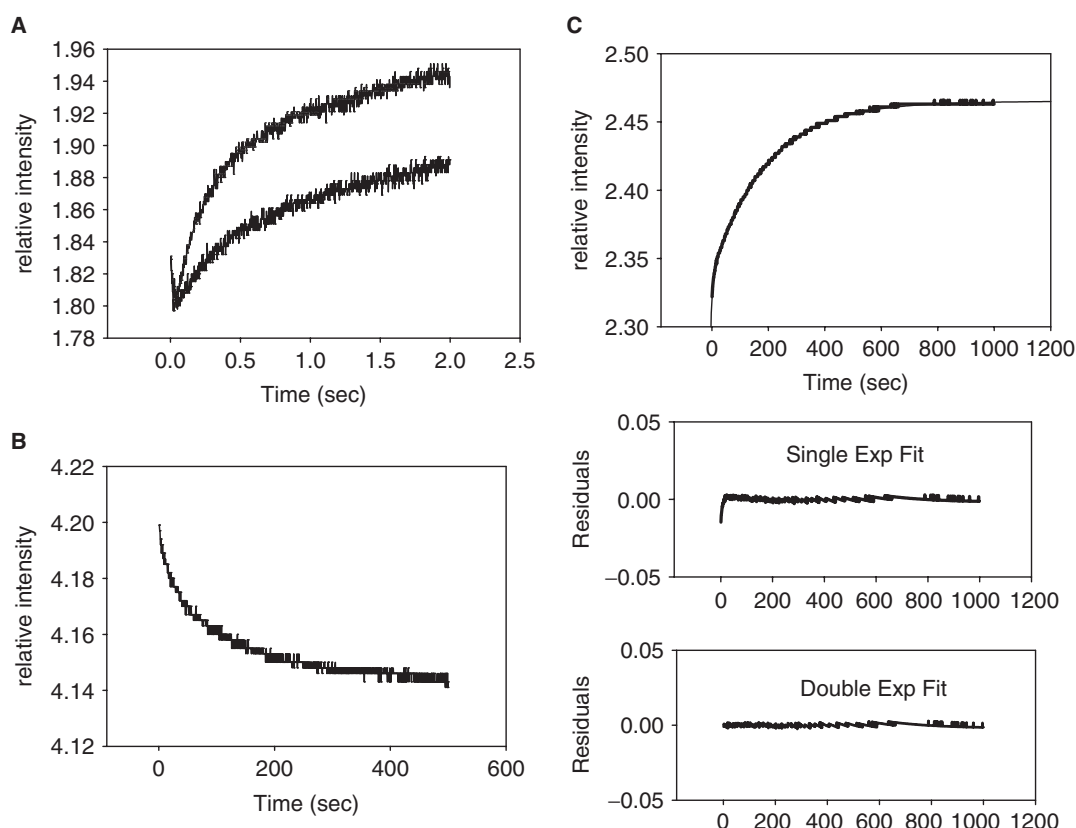 A
1.96
1.94
1.92
1.90
1.88
1.86
1.84
1.82
1.80
1.78
relative intensity
0.0 0.5 1.0 1.5 2.0 2.5
Time (sec)
B
4.22
4.20
4.18
4.16
4.14
4.12
relative intensity
0 200 400 600
Time (sec)
C
2.50
2.45
2.40
2.35
2.30
relative intensity
0 200 400 600 800 1000 1200
Time (sec)
0.05
0.00
−0.05
Residuals
Single Exp Fit
0 200 400 600 800 1000 1200
0.05
0.00
−0.05
Residuals
Double Exp Fit
0 200 400 600 800 1000 1200